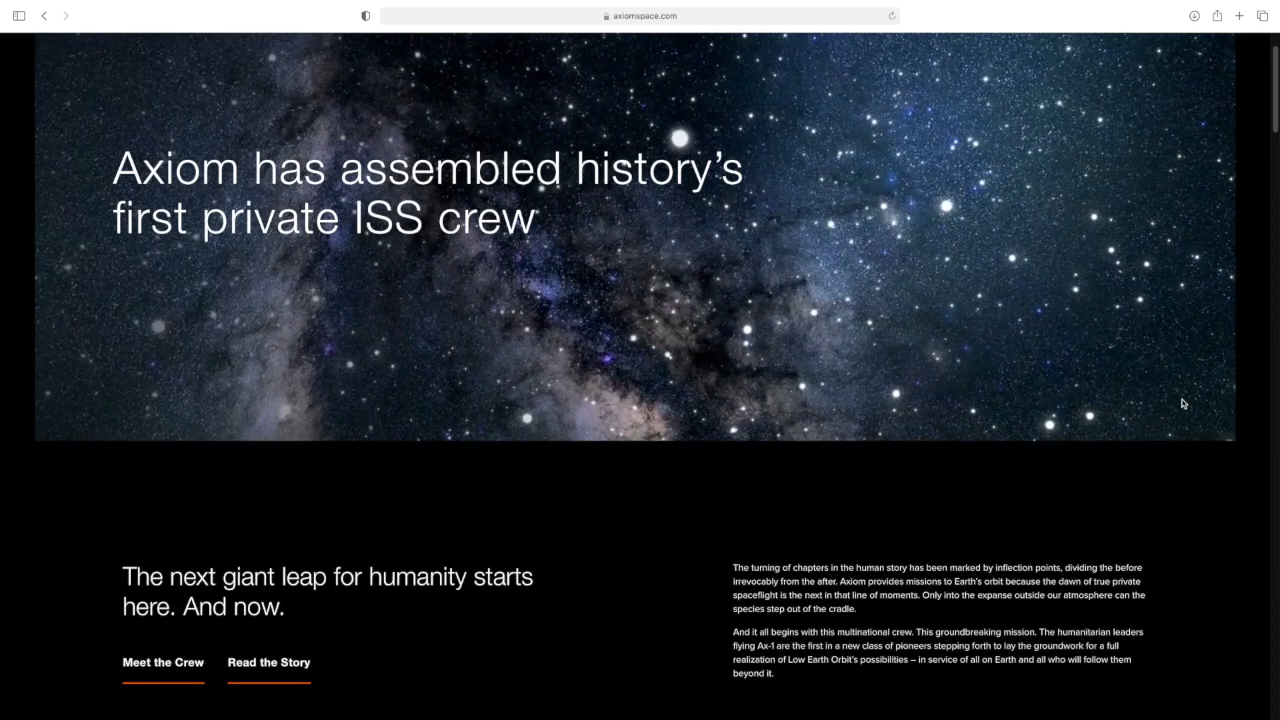 axiomspace.com
Axiom has assembled history's
first private ISS crew
The next giant leap for humanity starts
here. And now.
Meet the Crew Read the Story
The turning of chapters in the human story has been marked by inflection points, dividing the before
irrevocably from the after. Axiom provides missions to Earth's orbit because the dawn of true private
spaceflight is the next in that line of moments. Only into the expanse outside our atmosphere can the
species step out of the cradle.
And it all begins with this multinational crew. This groundbreaking mission. The humanitarian leaders
flying Ax-1 are the first in a new class of pioneers stepping forth to lay the groundwork for a full
realization of Low Earth Orbit's possibilities – in service of all on Earth and all who will follow them
beyond it.